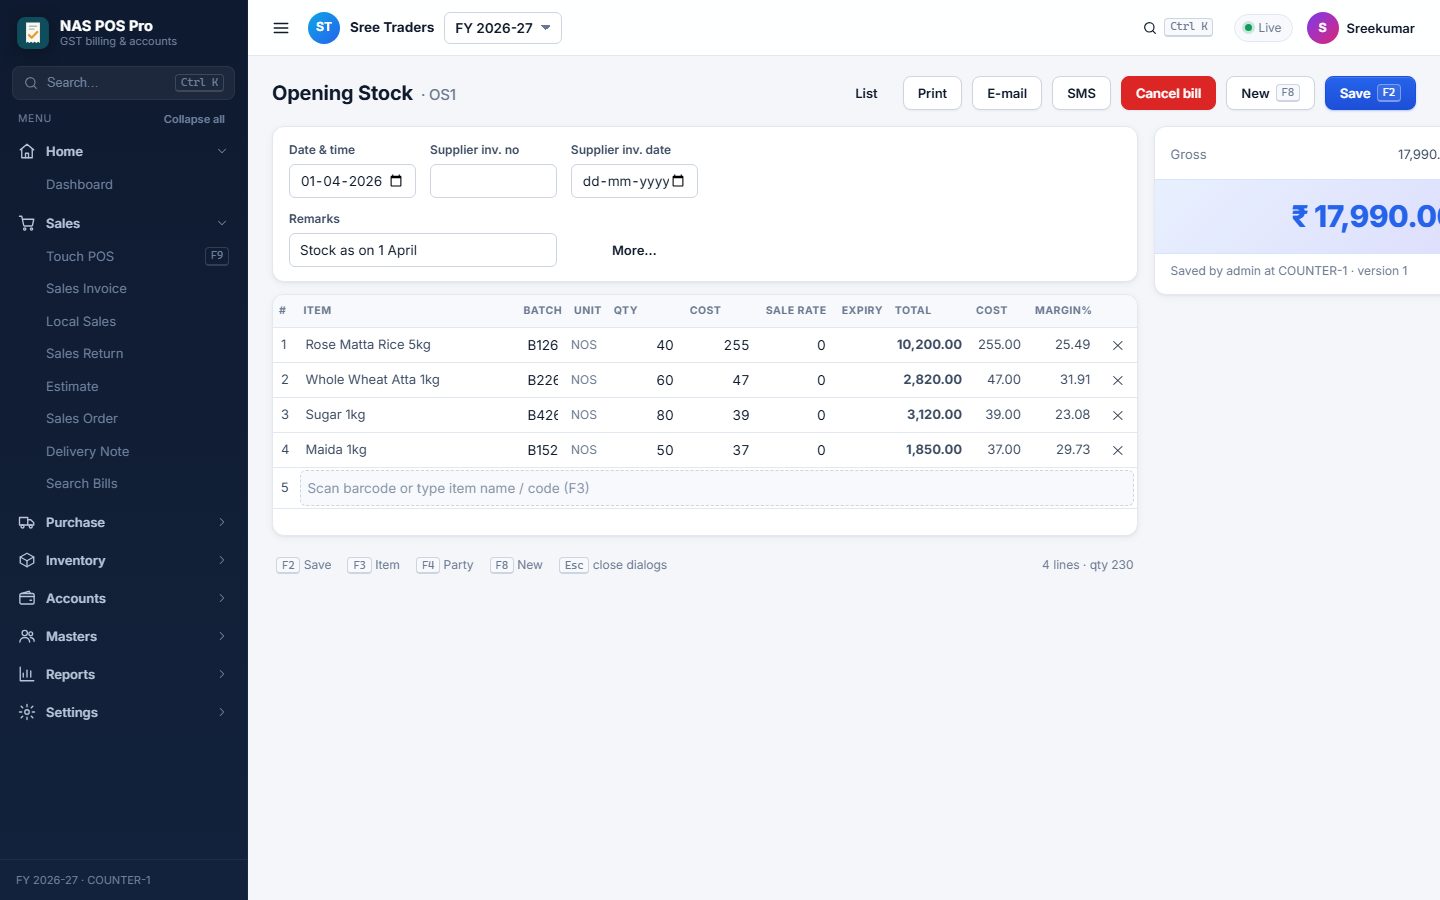 NAS POS Pro
GST billing & accounts
Search... Ctrl K
MENU Collapse all
Home
Dashboard
Sales
Touch POS F9
Sales Invoice
Local Sales
Sales Return
Estimate
Sales Order
Delivery Note
Search Bills
Purchase
Inventory
Accounts
Masters
Reports
Settings
FY 2026-27 · COUNTER-1
ST Sree Traders FY 2026-27 Ctrl K Live S Sreekumar
Opening Stock · OS1 List Print E-mail SMS Cancel bill New F8 Save F2
Date & time Supplier inv. no Supplier inv. date
01-04-2026 dd-mm-yyyy
Remarks
Stock as on 1 April More...
Gross 17,990.
₹ 17,990.00
Saved by admin at COUNTER-1 · version 1
# ITEM BATCH UNIT QTY COST SALE RATE EXPIRY TOTAL COST MARGIN%
1 Rose Matta Rice 5kg B126 NOS 40 255 0 10,200.00 255.00 25.49
2 Whole Wheat Atta 1kg B226 NOS 60 47 0 2,820.00 47.00 31.91
3 Sugar 1kg B426 NOS 80 39 0 3,120.00 39.00 23.08
4 Maida 1kg B152 NOS 50 37 0 1,850.00 37.00 29.73
5 Scan barcode or type item name / code (F3)
F2 Save F3 Item F4 Party F8 New Esc close dialogs 4 lines · qty 230